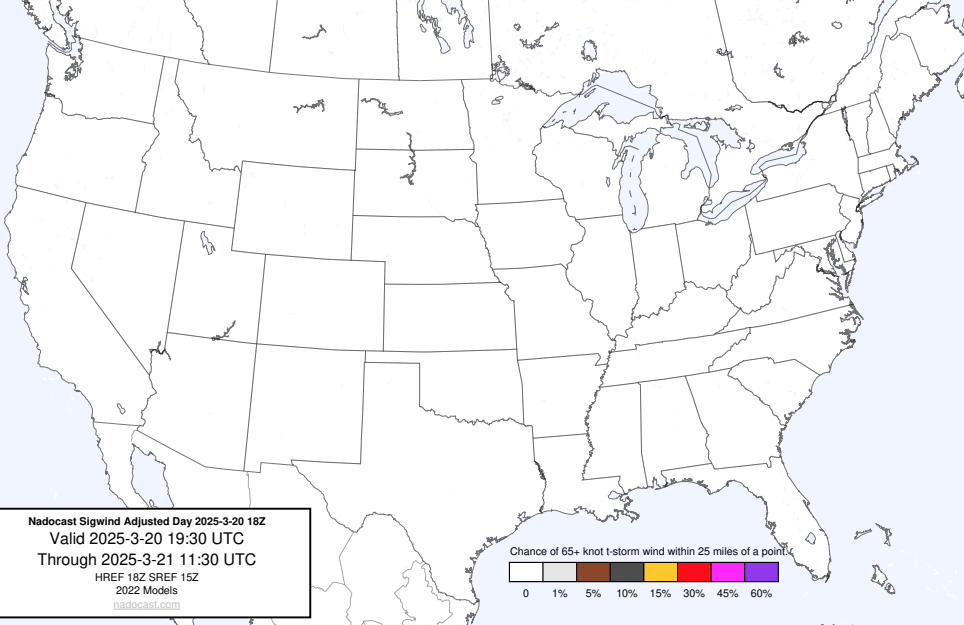 Nadocast Sigwind Adjusted Day 2025-3-20 18Z
Valid 2025-3-20 19:30 UTC
Through 2025-3-21 11:30 UTC
HREF 18Z SREF 15Z
2022 Models
nadocast.com
Chance of 65+ knot t-storm wind within 25 miles of a point.
0 1% 5% 10% 15% 30% 45% 60%